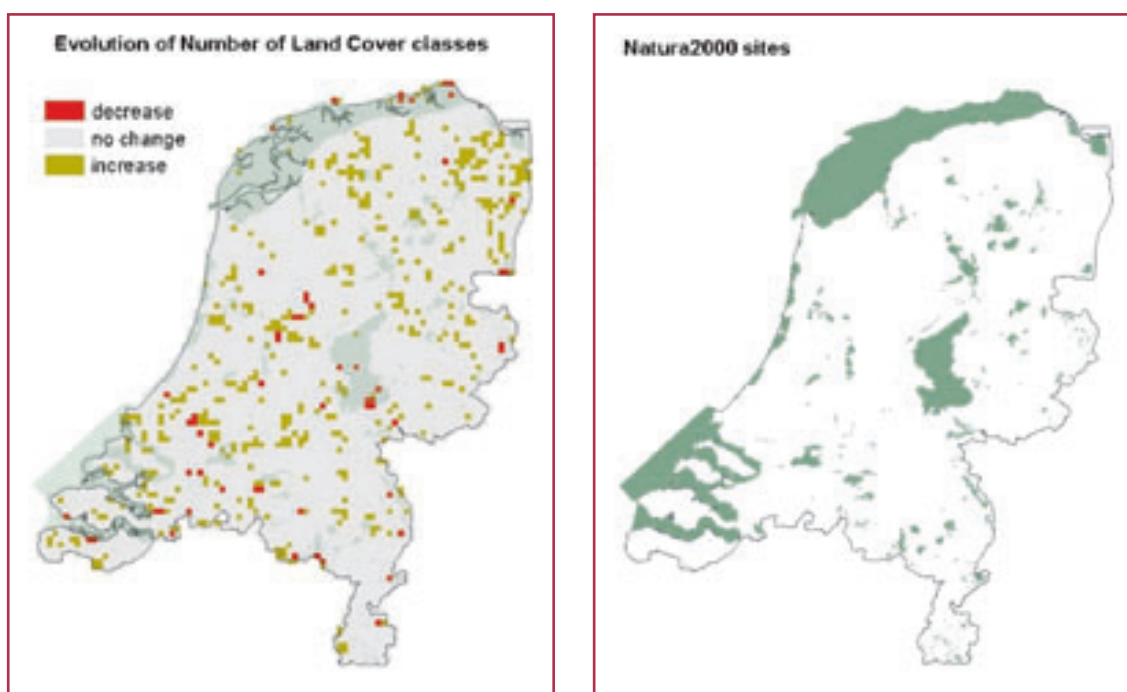 Evolution of Number of Land Cover classes
decrease
no change
increase
Natura2000 sites